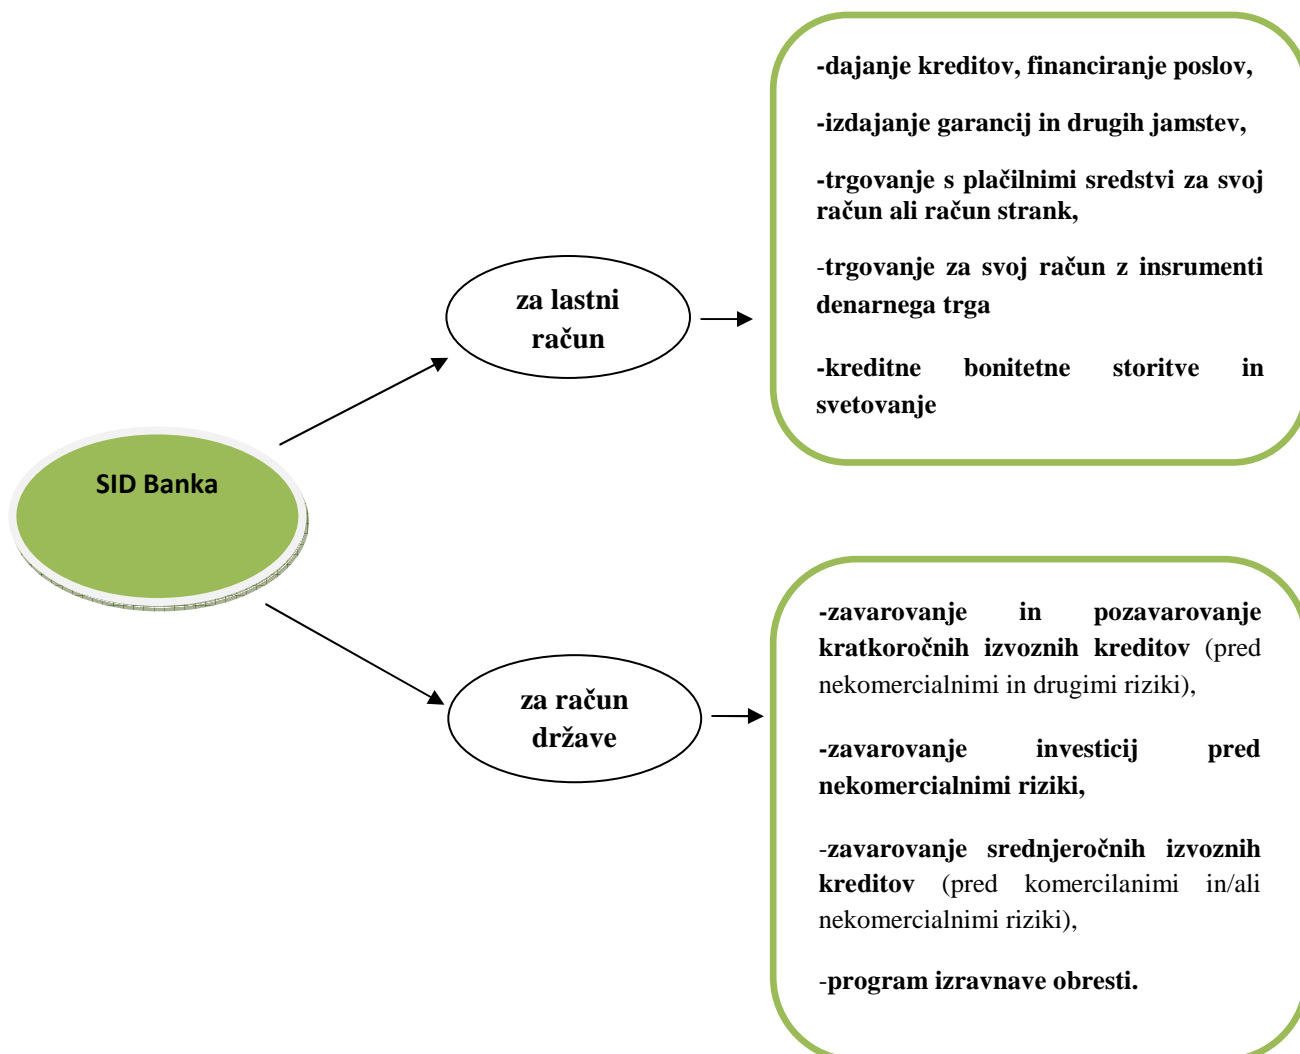 SID Banka
za lastni
račun
-dajanje kreditov, financiranje poslov,
-izdajanje garancij in drugih jamstev,
-trgovanje s plačilnimi sredstvi za svoj
račun ali račun strank,
-trgovanje za svoj račun z insrumenti
denarnega trga
-kreditne bonitetne storitve in
svetovanje
za račun
države
-zavarovanje in pozavarovanje
kratkoročnih izvoznih kreditov (pred
nekomercialnimi in drugimi riziki),
-zavarovanje investicij pred
nekomercialnimi riziki,
-zavarovanje srednjeročnih izvoznih
kreditov (pred komercilanimi in/ali
nekomercialnimi riziki),
-program izravnave obresti.